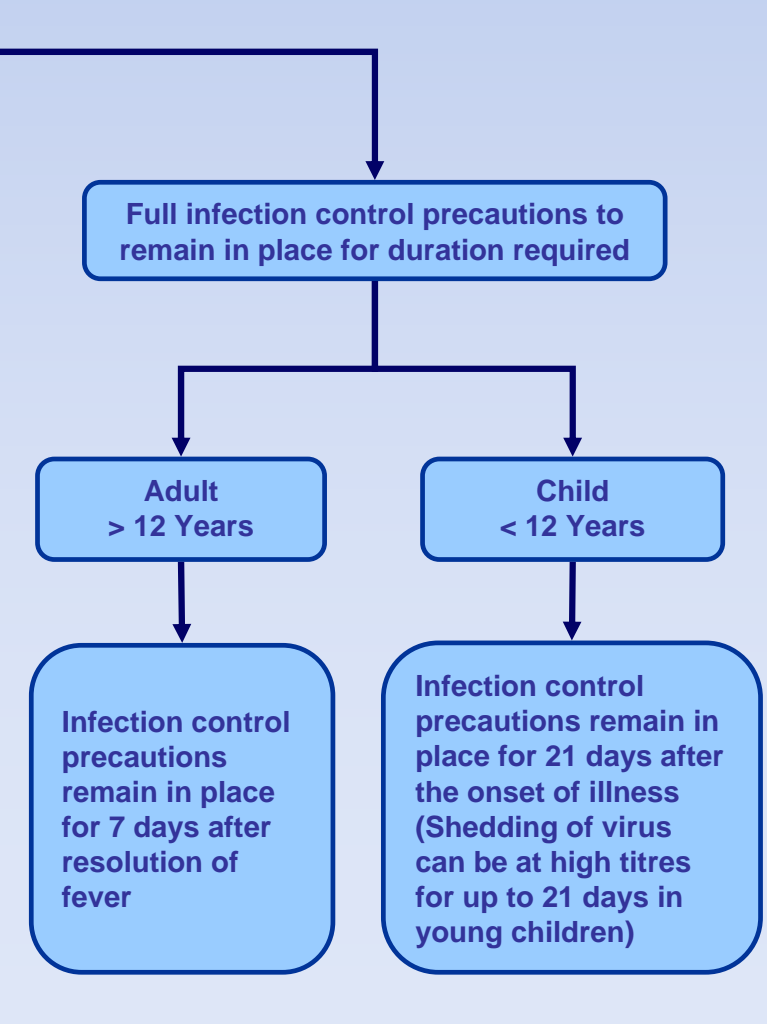 Full infection control precautions to
remain in place for duration required
Adult
> 12 Years
Child
< 12 Years
Infection control
precautions
remain in place
for 7 days after
resolution of
fever
Infection control
precautions remain in
place for 21 days after
the onset of illness
(Shedding of virus
can be at high titres
for up to 21 days in
young children)